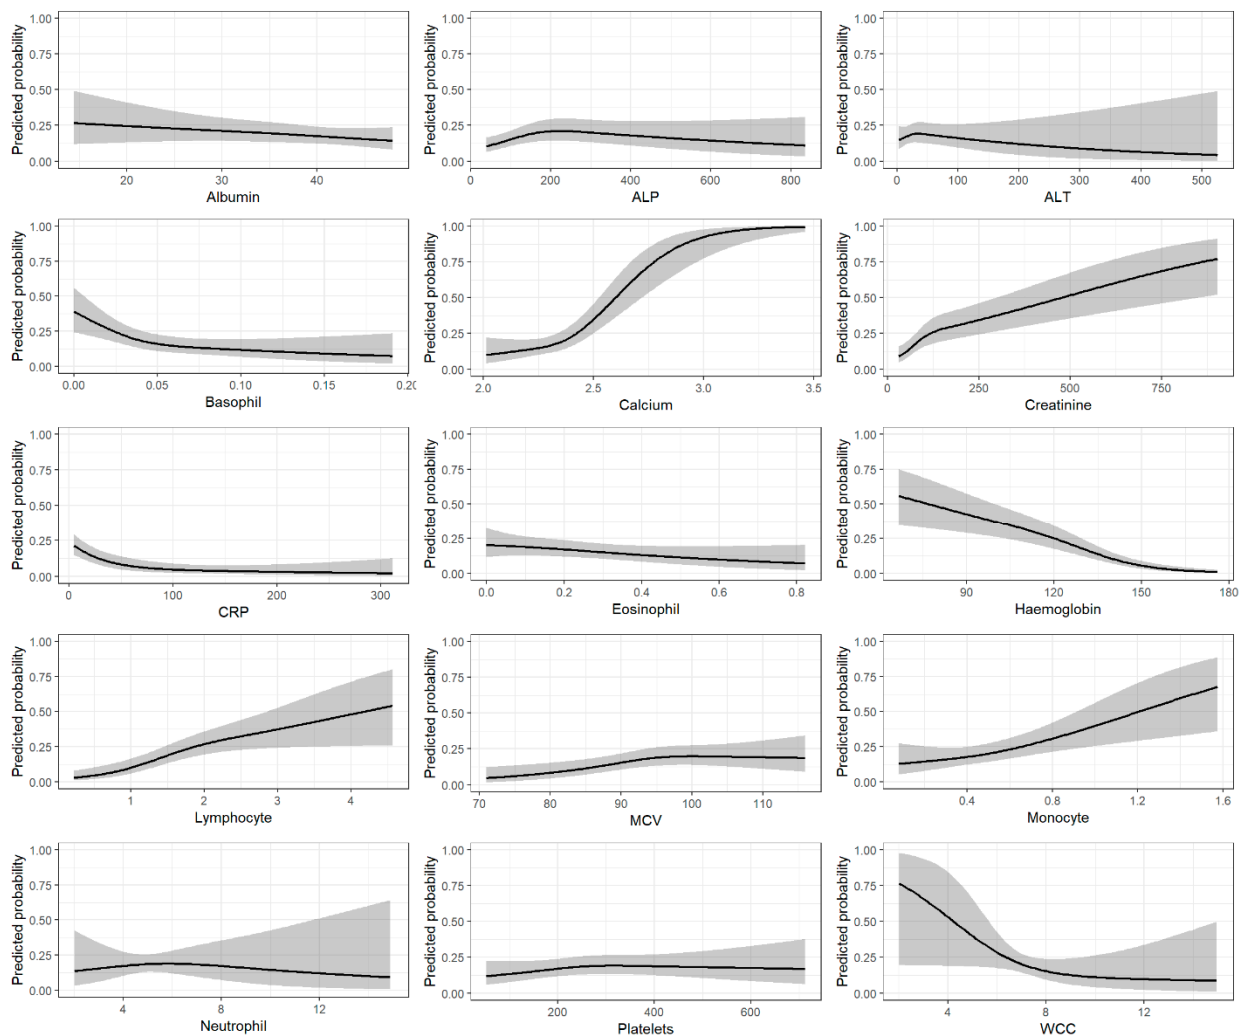 Predicted probability
1.00
0.75
0.50
0.25
0.00
20 30 40
Albumin
Predicted probability
1.00
0.75
0.50
0.25
0.00
0 200 400 600 800
ALP
Predicted probability
1.00
0.75
0.50
0.25
0.00
0 100 200 300 400 500
ALT
Predicted probability
1.00
0.75
0.50
0.25
0.00
0.00 0.05 0.10 0.15 0.20
Basophil
Predicted probability
1.00
0.75
0.50
0.25
0.00
2.0 2.5 3.0 3.5
Calcium
Predicted probability
1.00
0.75
0.50
0.25
0.00
250 500 750
Creatinine
Predicted probability
1.00
0.75
0.50
0.25
0.00
0 100 200 300
CRP
Predicted probability
1.00
0.75
0.50
0.25
0.00
0.0 0.2 0.4 0.6 0.8
Eosinophil
Predicted probability
1.00
0.75
0.50
0.25
0.00
90 120 150 180
Haemoglobin
Predicted probability
1.00
0.75
0.50
0.25
0.00
1 2 3 4
Lymphocyte
Predicted probability
1.00
0.75
0.50
0.25
0.00
70 80 90 100 110
MCV
Predicted probability
1.00
0.75
0.50
0.25
0.00
0.4 0.8 1.2 1.6
Monocyte
Predicted probability
1.00
0.75
0.50
0.25
0.00
4 8 12
Neutrophil
Predicted probability
1.00
0.75
0.50
0.25
0.00
200 400 600
Platelets
Predicted probability
1.00
0.75
0.50
0.25
0.00
4 8 12
WCC